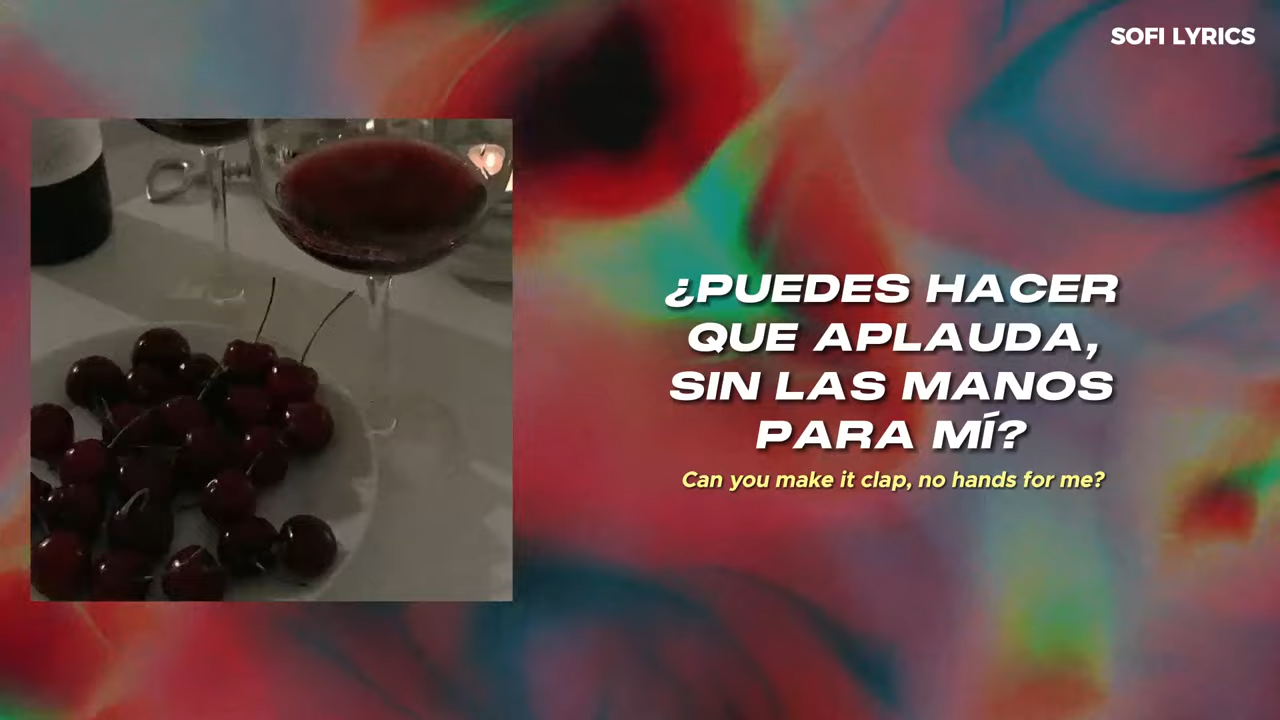 SOFI LYRICS
¿PUEDES HACER
QUE APLAUDA,
SIN LAS MANOS
PARA MÍ?
Can you make it clap, no hands for me?